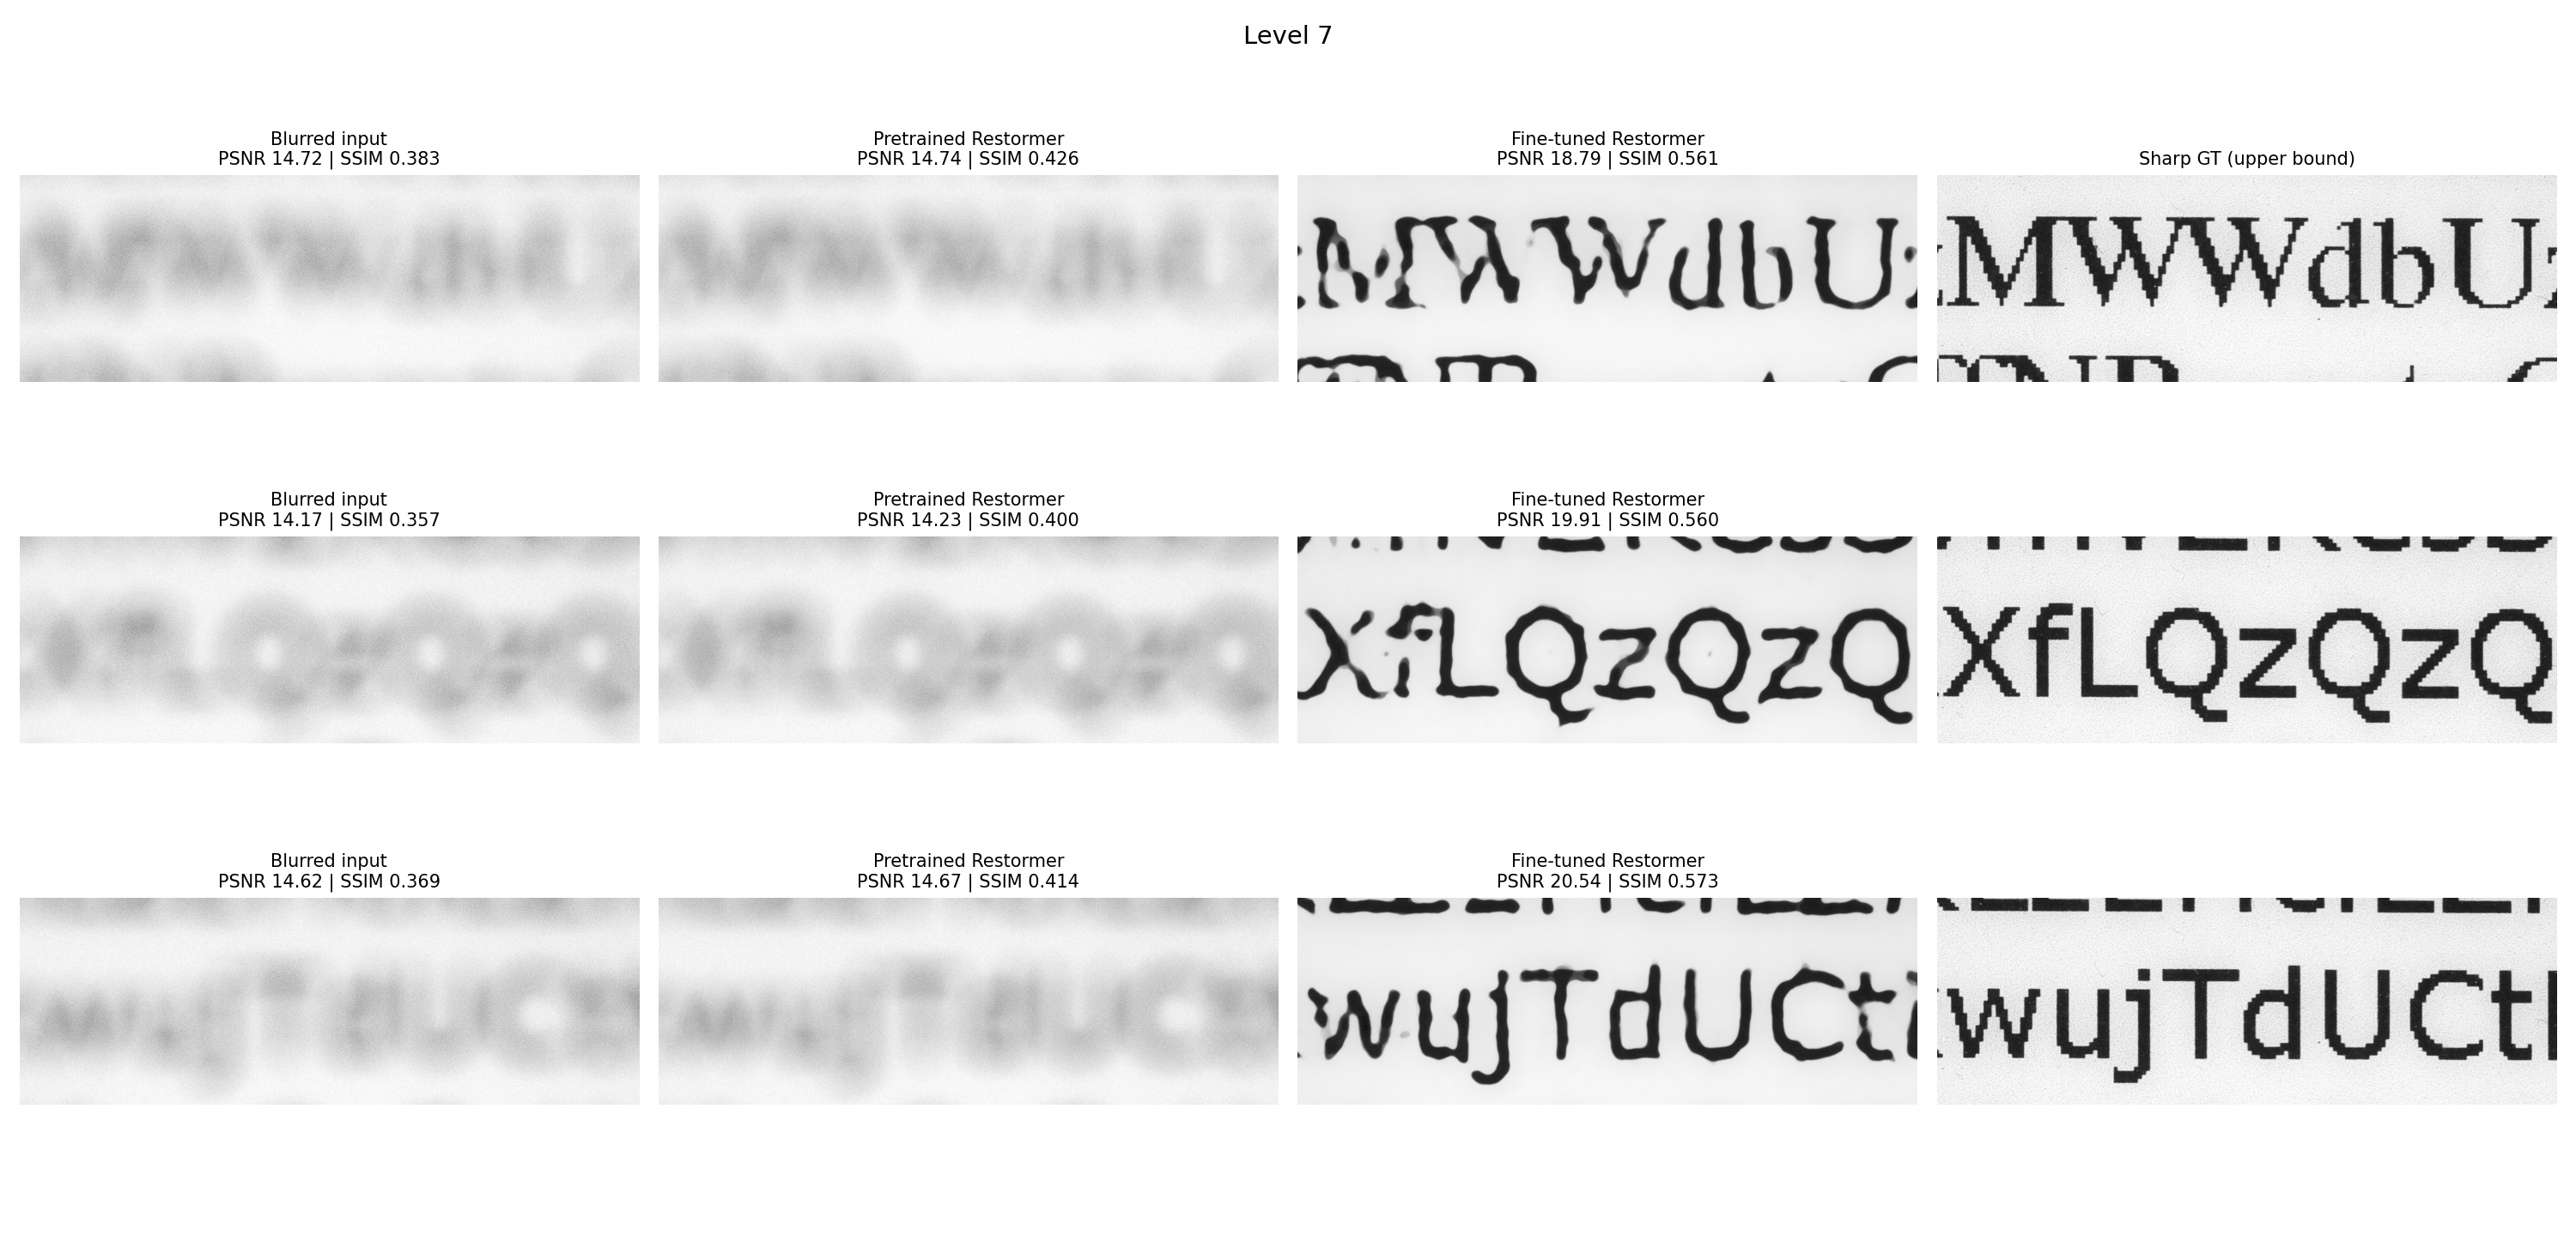 Level 7
Blurred input
PSNR 14.72 | SSIM 0.383
Pretrained Restormer
PSNR 14.74 | SSIM 0.426
Fine-tuned Restormer
PSNR 18.79 | SSIM 0.561
Sharp GT (upper bound)
MWWdbU
MWWdbU
Blurred input
PSNR 14.17 | SSIM 0.357
Pretrained Restormer
PSNR 14.23 | SSIM 0.400
Fine-tuned Restormer
PSNR 19.91 | SSIM 0.560
XfLQzQzQ
XfLQzQzQ
Blurred input
PSNR 14.62 | SSIM 0.369
Pretrained Restormer
PSNR 14.67 | SSIM 0.414
Fine-tuned Restormer
PSNR 20.54 | SSIM 0.573
wujTdUCt
wujTdUCt